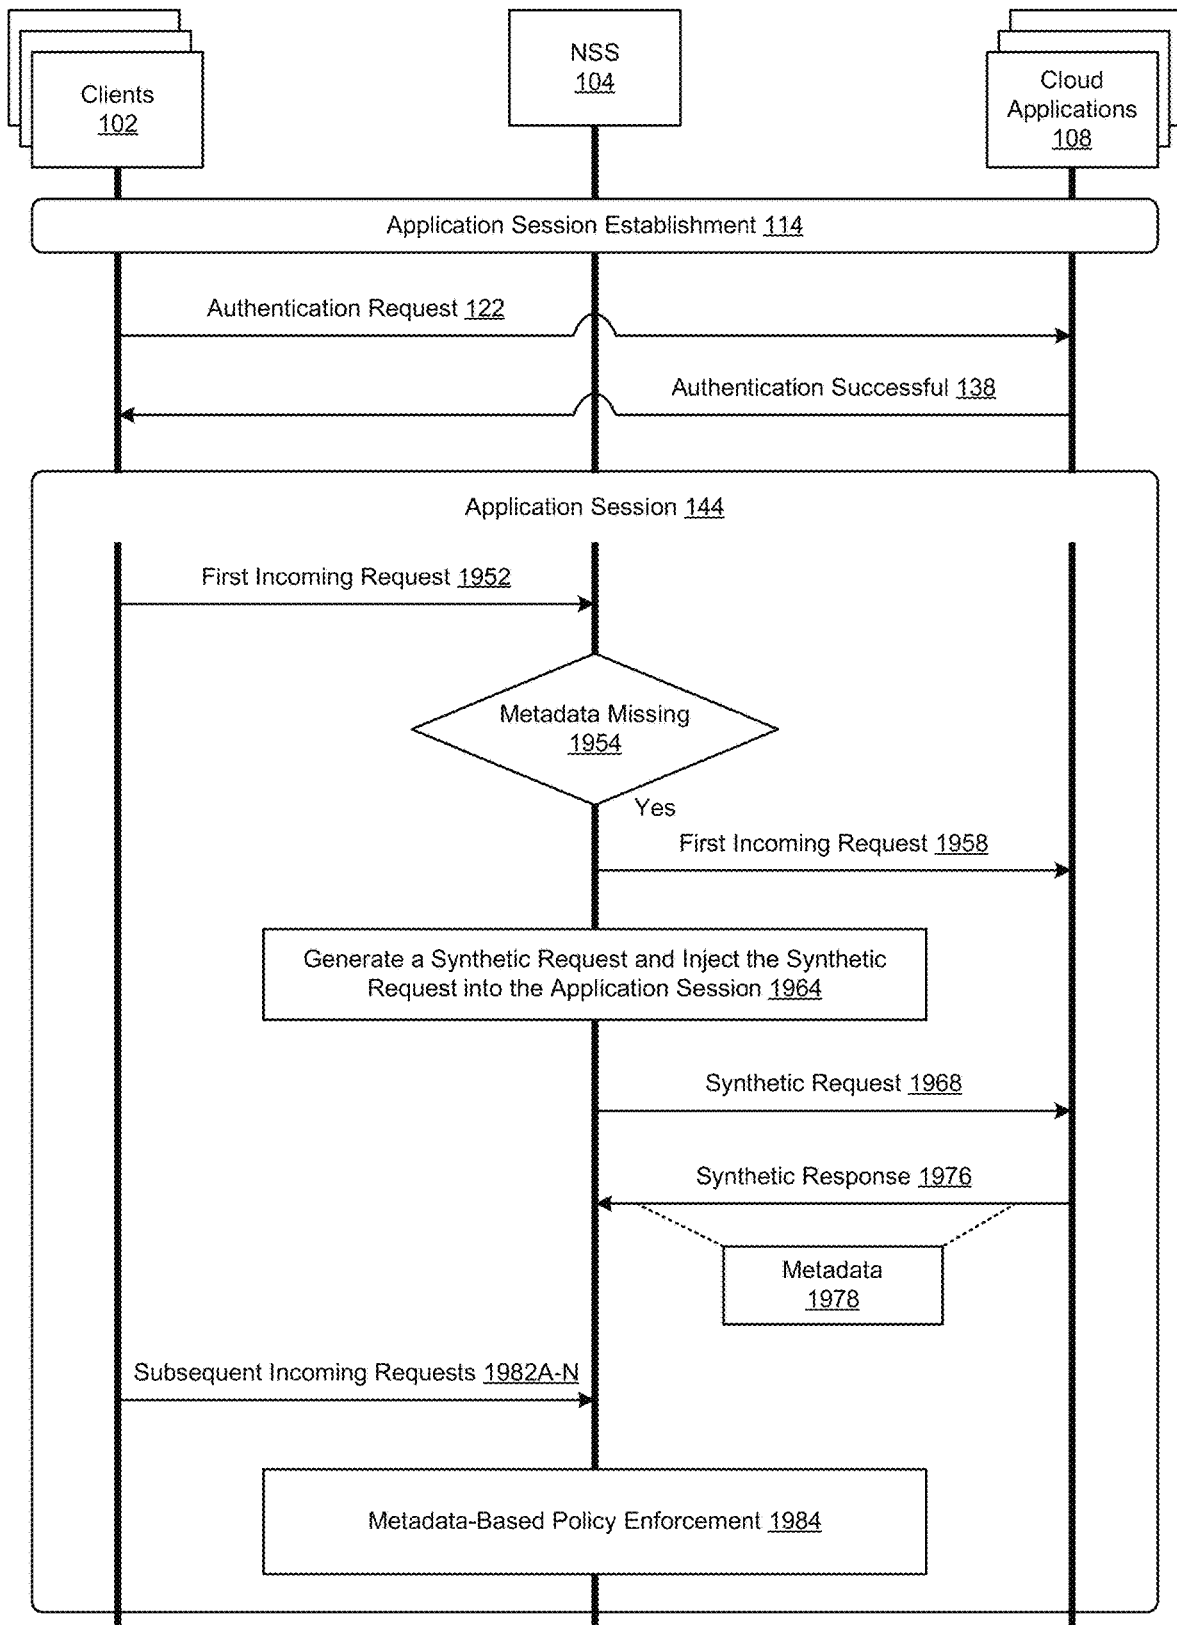 Clients
102
NSS
104
Cloud
Applications
108
Application Session Establishment 114
Authentication Request 122
Authentication Successful 138
Application Session 144
First Incoming Request 1952
Metadata Missing
1954
Yes
First Incoming Request 1958
Generate a Synthetic Request and Inject the Synthetic
Request into the Application Session 1964
Synthetic Request 1968
Synthetic Response 1976
Metadata
1978
Subsequent Incoming Requests 1982A-N
Metadata-Based Policy Enforcement 1984